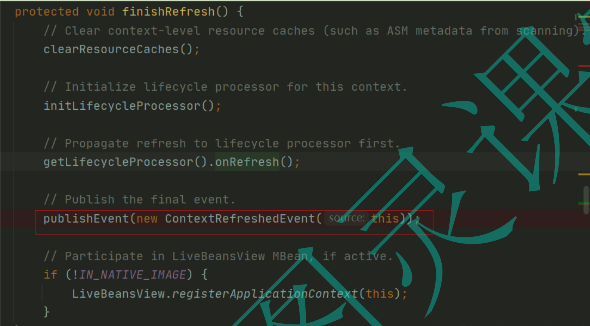 protected void finishRefresh() {
// Clear context-level resource caches (such as ASM metadata from scanning).
clearResourceCaches();
// Initialize lifecycle processor for this context.
initLifecycleProcessor();
// Propagate refresh to lifecycle processor first.
getLifecycleProcessor().onRefresh();
// Publish the final event.
publishEvent(new ContextRefreshedEvent( source: this));
// Participate in LiveBeansView MBean, if active.
if (!IN_NATIVE_IMAGE) {
LiveBeansView.registerApplicationContext(this);
}